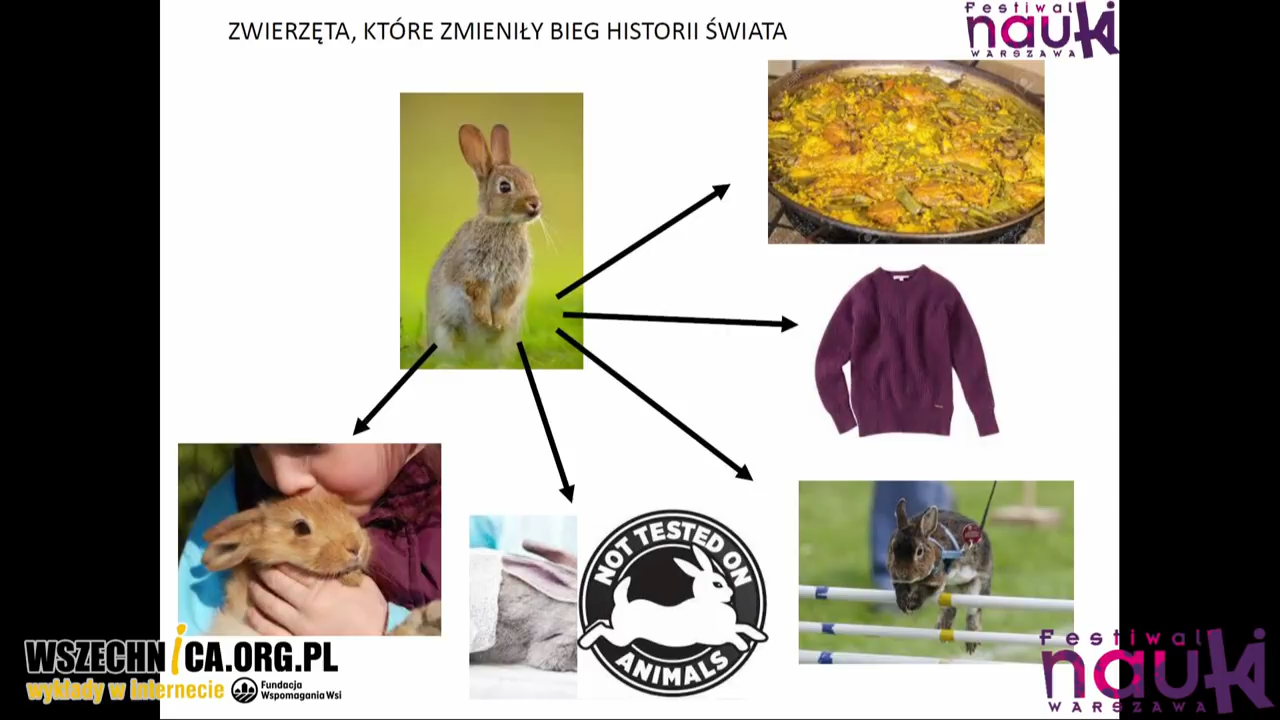 ZWIERZĘTA, KTÓRE ZMIENIŁY BIEG HISTORII ŚWIATA
Festiwal
nauki
WARSZAWA
NOT TESTED ON
ANIMALS
WSZECHNICA.ORG.PL
wykłady w Internecie
Fundacja
Wspomagania Wsi
Festiwal
nauki
WARSZAWA